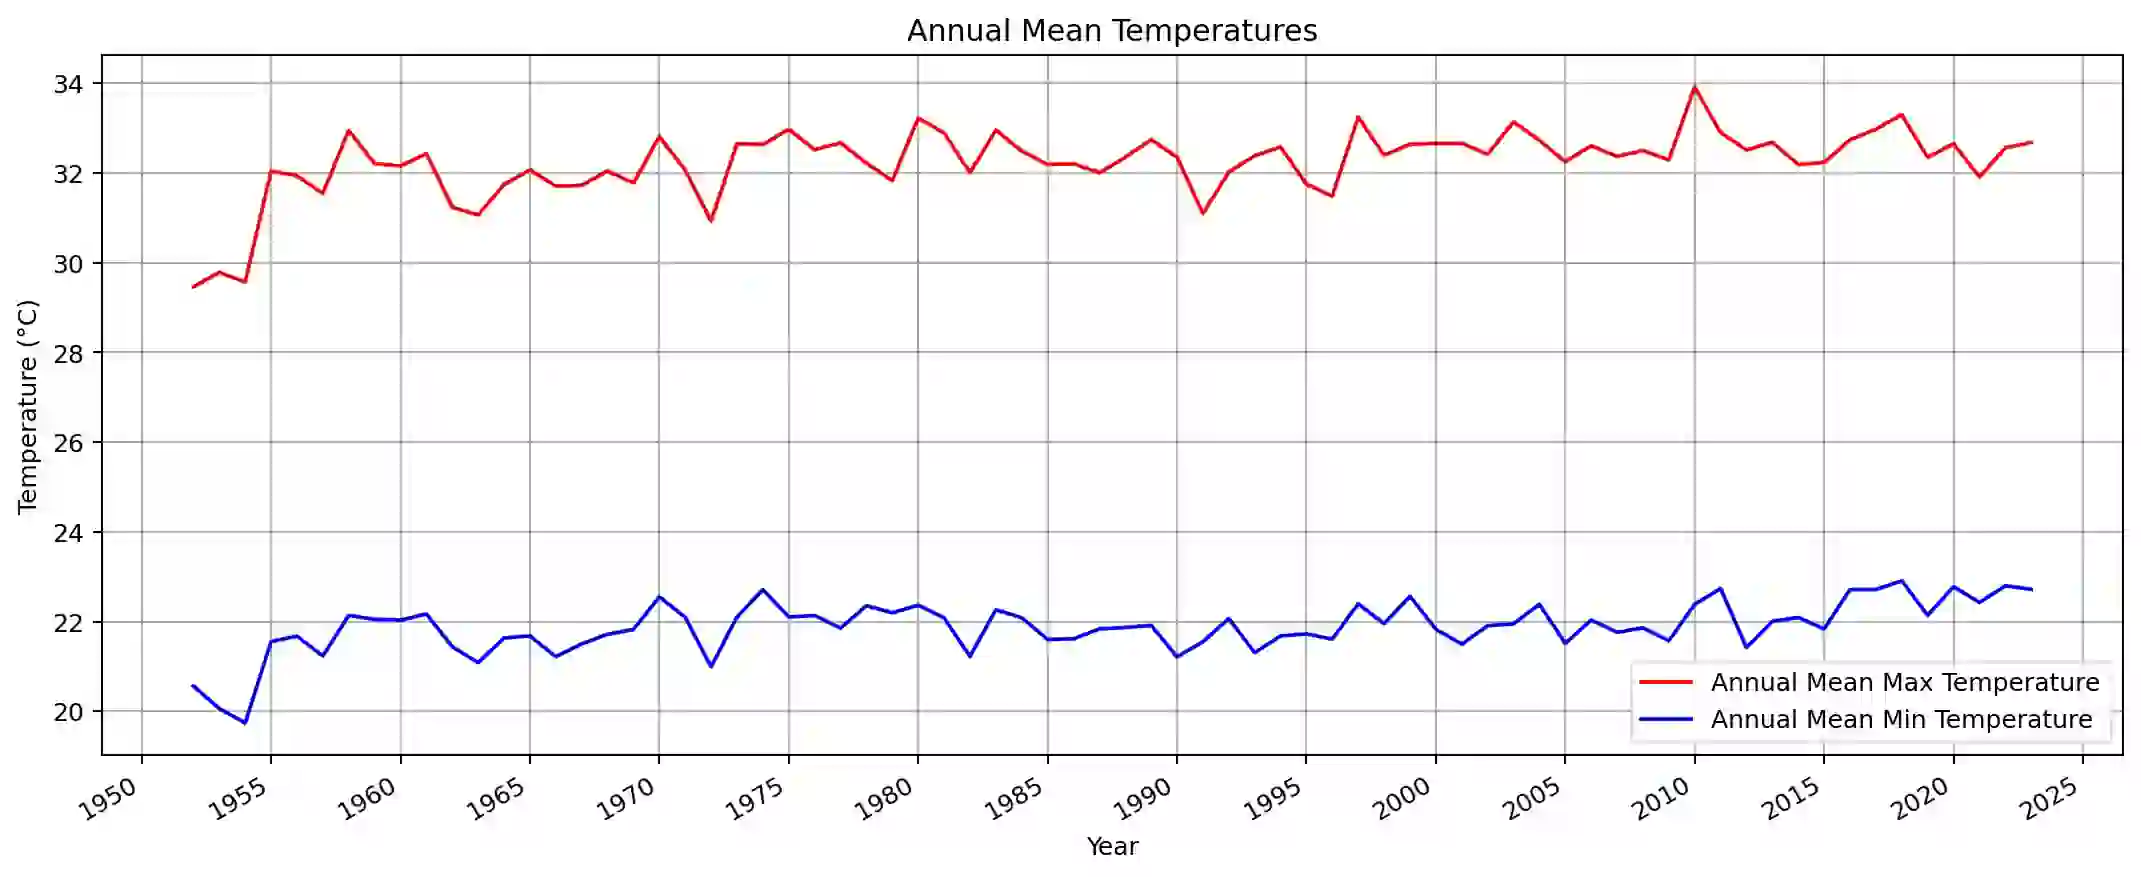 Annual Mean Temperatures
34
32
30
28
26
24
22
20
Temperature (°C)
Annual Mean Max Temperature
Annual Mean Min Temperature
1950 1955 1960 1965 1970 1975 1980 1985 1990 1995 2000 2005 2010 2015 2020 2025
Year